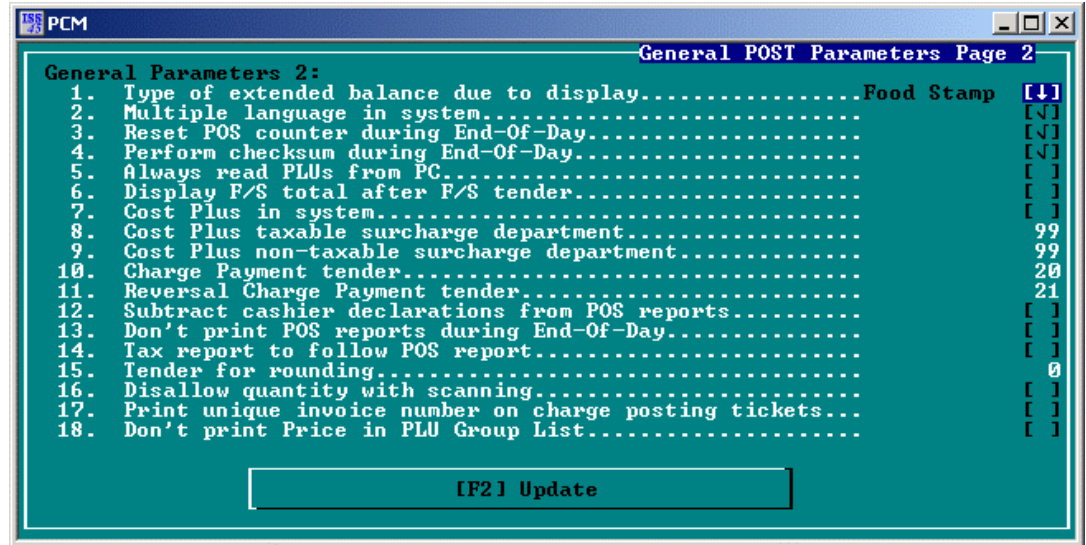 ISS 45 PCM
General POST Parameters Page 2
General Parameters 2:
1. Type of extended balance due to display................Food Stamp [↓]
2. Multiple language in system............................. [√]
3. Reset POS counter during End-Of-Day..................... [√]
4. Perform checksum during End-Of-Day...................... [√]
5. Always read PLUs from PC................................ [ ]
6. Display F/S total after F/S tender...................... [ ]
7. Cost Plus in system..................................... [ ]
8. Cost Plus taxable surcharge department.................. 99
9. Cost Plus non-taxable surcharge department.............. 99
10. Charge Payment tender................................... 20
11. Reversal Charge Payment tender.......................... 21
12. Subtract cashier declarations from POS reports.......... [ ]
13. Don't print POS reports during End-Of-Day............... [ ]
14. Tax report to follow POS report......................... [ ]
15. Tender for rounding..................................... 0
16. Disallow quantity with scanning......................... [ ]
17. Print unique invoice number on charge posting tickets... [ ]
18. Don't print Price in PLU Group List..................... [ ]
[F2] Update